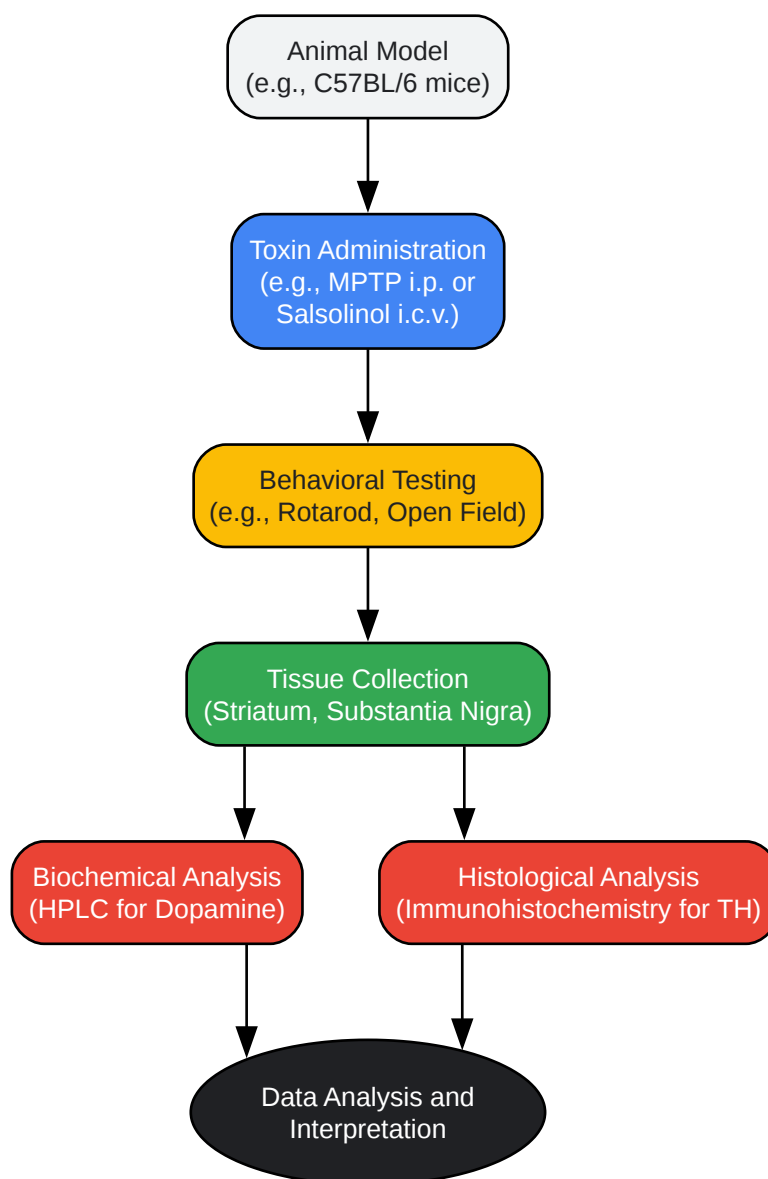 Animal Model
(e.g., C57BL/6 mice)
Toxin Administration
(e.g., MPTP i.p. or
Salsolinol i.c.v.)
Behavioral Testing
(e.g., Rotarod, Open Field)
Tissue Collection
(Striatum, Substantia Nigra)
Biochemical Analysis
(HPLC for Dopamine)
Histological Analysis
(Immunohistochemistry for TH)
Data Analysis and
Interpretation